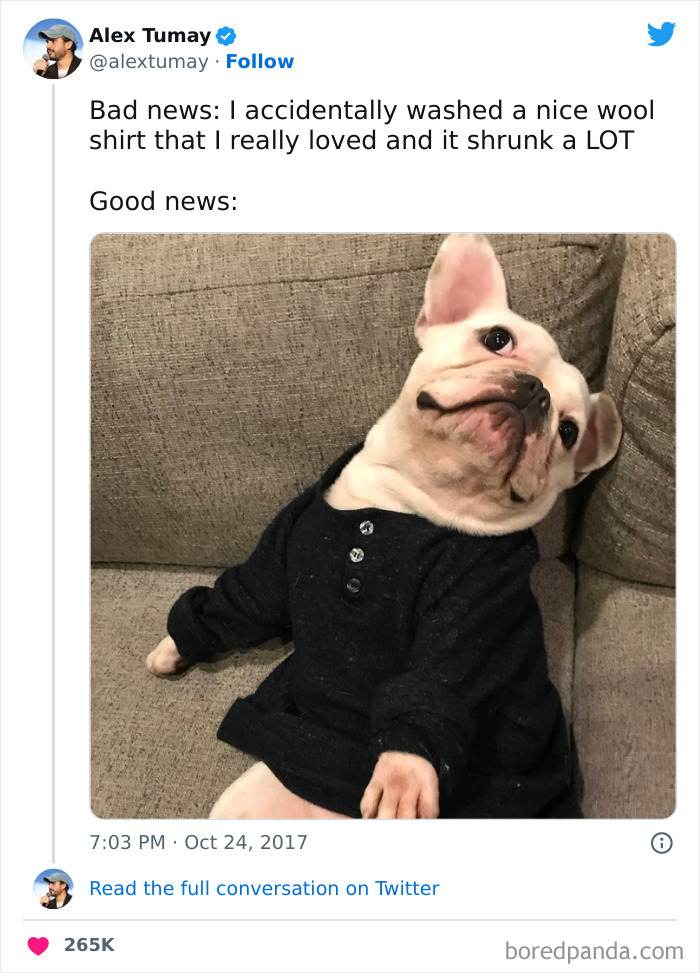 Alex Tumay
@alextumay · Follow
Bad news: I accidentally washed a nice wool
shirt that I really loved and it shrunk a LOT
Good news:
7:03 PM · Oct 24, 2017
Read the full conversation on Twitter
265K
boredpanda.com